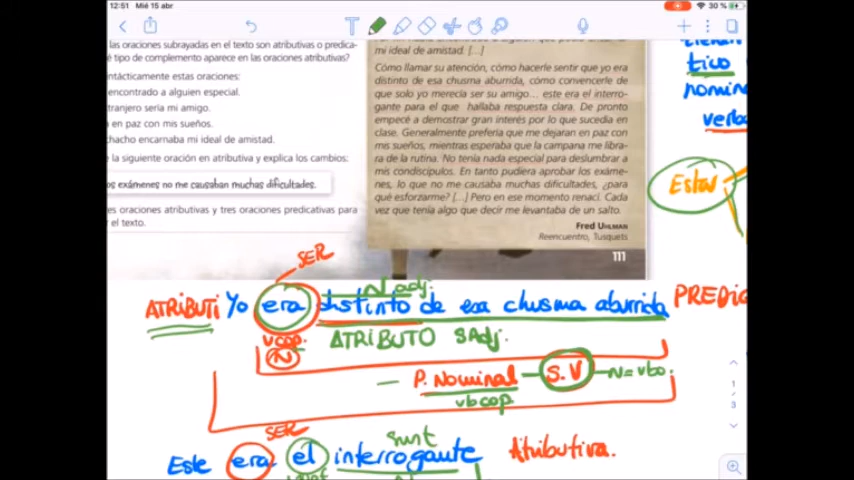 12:51 Mié 15 abr
30 %
las oraciones subrayadas en el texto son atributivas o predica-
é tipo de complemento aparece en las oraciones atributivas?
ntácticamente estas oraciones:
encontrado a alguien especial.
tranjero sería mi amigo.
a en paz con mis sueños.
chacho encarnaba mi ideal de amistad.
e la siguiente oración en atributiva y explica los cambios:
os exámenes no me causaban muchas dificultades.
res oraciones atributivas y tres oraciones predicativas para
r el texto.
mi ideal de amistad. [...]
Cómo llamar su atención, cómo hacerle sentir que yo era
distinto de esa chusma aburrida, cómo convencerle de
que solo yo merecía ser su amigo... este era el interro-
gante para el que hallaba respuesta clara. De pronto
empecé a demostrar gran interés por lo que sucedía en
clase. Generalmente prefería que me dejaran en paz con
mis sueños, mientras esperaba que la campana me libra-
ra de la rutina. No tenía nada especial para deslumbrar a
mis condiscípulos. En tanto pudiera aprobar los exáme-
nes, lo que no me causaba muchas dificultades, ¿para
qué esforzarme? [...] Pero en ese momento renací. Cada
vez que tenía algo que decir me levantaba de un salto.
Fred Uhlman
Reencuentro, Tusquets
111
tico
nomina
verb
Estar
SER
N adj.
ATRIBUTI Yo era distinto de esa chusma aburrida PREDIC
vcop. ATRIBUTO SAdj.
N
P. Nominal — S.V — N = vbo.
vbcop.
SER sunt
Este era el interrogante Atributiva.
1
3